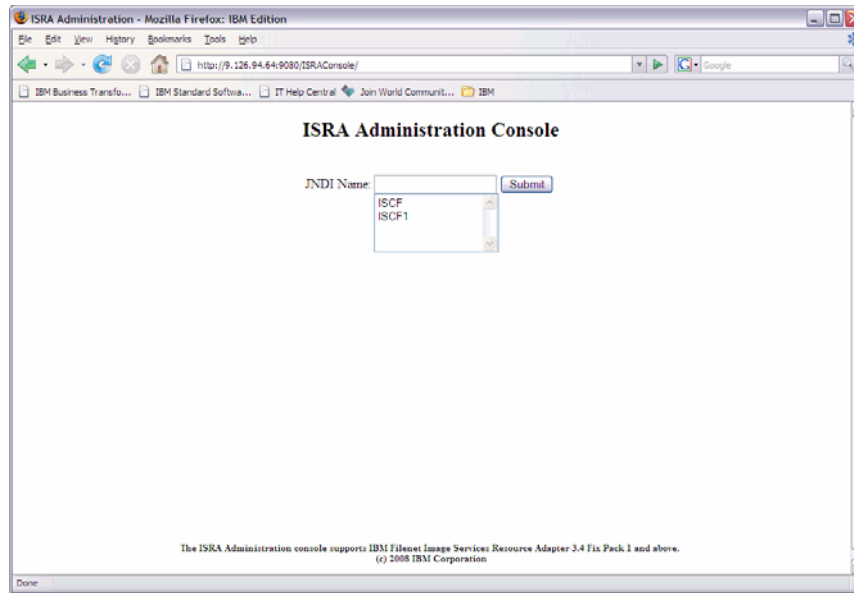 ISRA Administration - Mozilla Firefox: IBM Edition
File Edit View History Bookmarks Tools Help
http://9.126.94.64:9080/ISRAConsole/
Google
IBM Business Transfo... IBM Standard Softwa... IT Help Central Join World Communit... IBM
ISRA Administration Console
JNDI Name: Submit
ISCF
ISCF1
The ISRA Administration console supports IBM Filenet Image Services Resource Adapter 3.4 Fix Pack 1 and above.
(c) 2008 IBM Corporation
Done